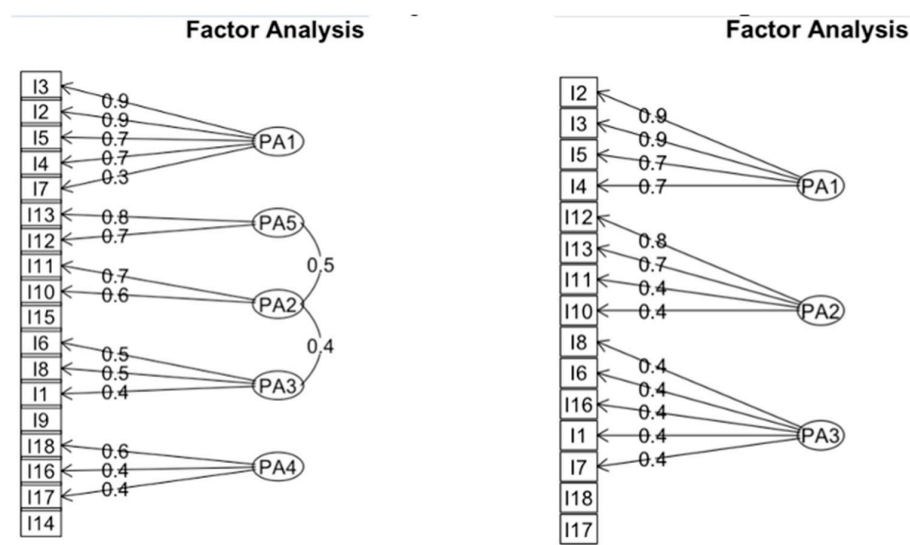 Factor Analysis
I3
I2
I5
I4
I7
I13
I12
I11
I10
I15
I6
I8
I1
I9
I18
I16
I17
I14
0.9
0.9
0.7
0.7
0.3
0.8
0.7
0.7
0.6
0.5
0.5
0.4
0.6
0.4
0.4
PA1
PA5
PA2
PA3
PA4
0.5
0.4
Factor Analysis
I2
I3
I5
I4
I12
I13
I11
I10
I8
I6
I16
I1
I7
I18
I17
0.9
0.9
0.7
0.7
0.8
0.7
0.4
0.4
0.4
0.4
0.4
0.4
0.4
PA1
PA2
PA3